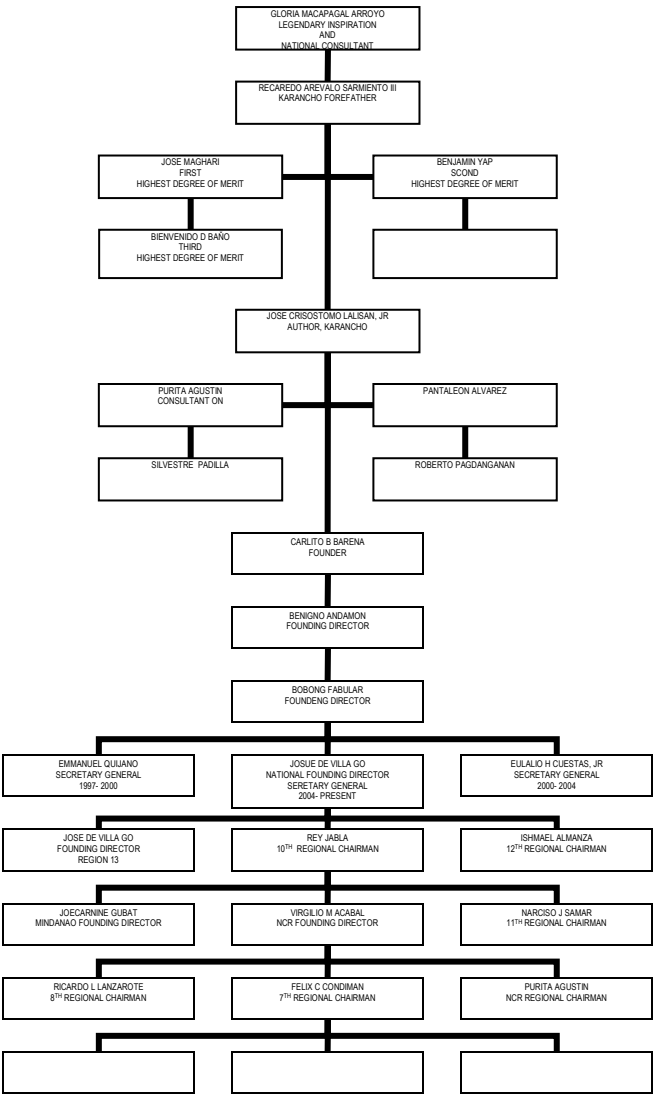 GLORIA MACAPAGAL ARROYO
LEGENDARY INSPIRATION
AND
NATIONAL CONSULTANT
RECAREDO AREVALO SARMIENTO III
KARANCHO FOREFATHER
JOSE MAGHARI
FIRST
HIGHEST DEGREE OF MERIT
BENJAMIN YAP
SCOND
HIGHEST DEGREE OF MERIT
BIENVENIDO D BAÑO
THIRD
HIGHEST DEGREE OF MERIT
JOSE CRISOSTOMO LALISAN, JR
AUTHOR, KARANCHO
PURITA AGUSTIN
CONSULTANT ON
PANTALEON ALVAREZ
SILVESTRE PADILLA
ROBERTO PAGDANGANAN
CARLITO B BARENA
FOUNDER
BENIGNO ANDAMON
FOUNDING DIRECTOR
BOBONG FABULAR
FOUNDENG DIRECTOR
EMMANUEL QUIJANO
SECRETARY GENERAL
1997- 2000
JOSUE DE VILLA GO
NATIONAL FOUNDING DIRECTOR
SERETARY GENERAL
2004- PRESENT
EULALIO H CUESTAS, JR
SECRETARY GENERAL
2000- 2004
JOSE DE VILLA GO
FOUNDING DIRECTOR
REGION 13
REY JABLA
10TH REGIONAL CHAIRMAN
ISHMAEL ALMANZA
12TH REGIONAL CHAIRMAN
JOECARNINE GUBAT
MINDANAO FOUNDING DIRECTOR
VIRGILIO M ACABAL
NCR FOUNDING DIRECTOR
NARCISO J SAMAR
11TH REGIONAL CHAIRMAN
RICARDO L LANZAROTE
8TH REGIONAL CHAIRMAN
FELIX C CONDIMAN
7TH REGIONAL CHAIRMAN
PURITA AGUSTIN
NCR REGIONAL CHAIRMAN